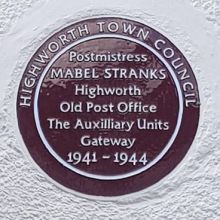 HIGHWORTH TOWN COUNCIL
Postmistress
MABEL STRANKS
Highworth
Old Post Office
The Auxilliary Units
Gateway
1941 - 1944